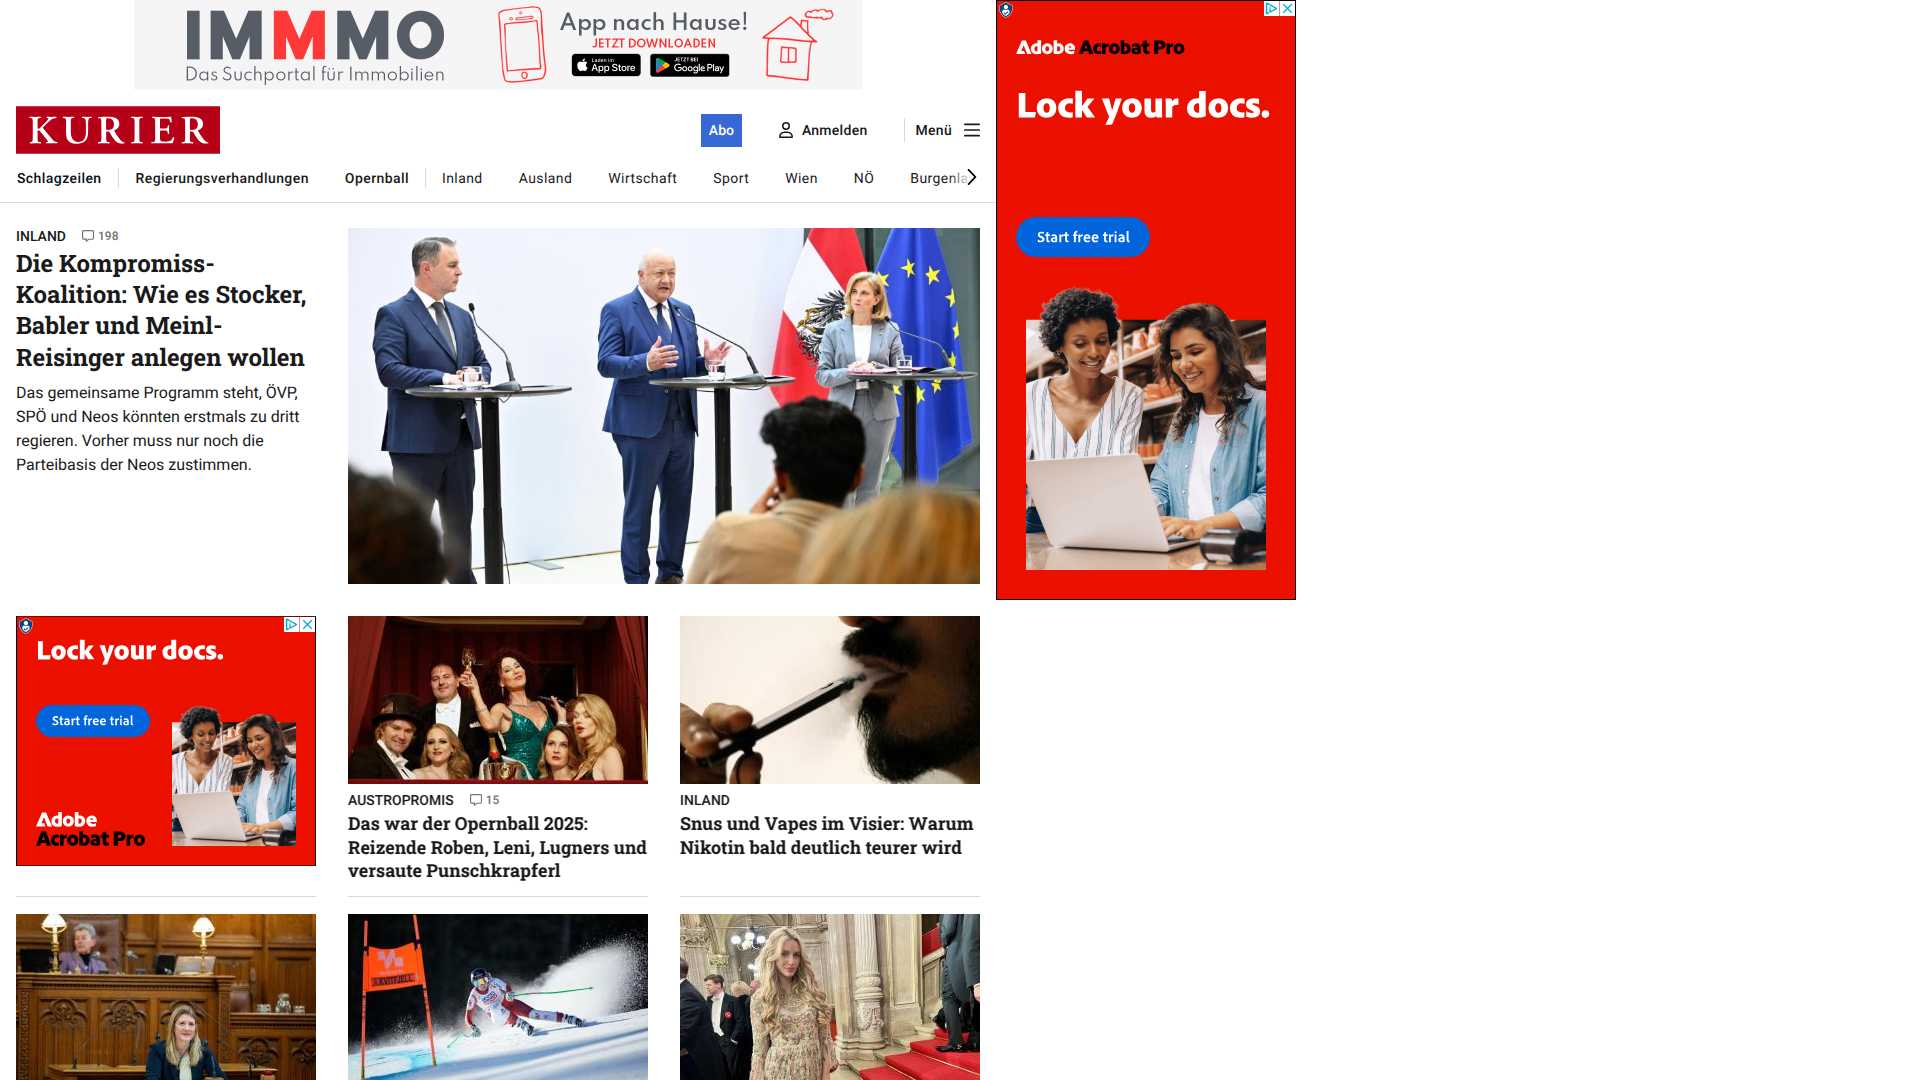 IMMMO
Das Suchportal für Immobilien
App nach Hause!
JETZT DOWNLOADEN
Laden im
App Store
JETZT BEI
Google Play
KURIER
Abo
Anmelden
Menü
Schlagzeilen
Regierungsverhandlungen
Opernball
Inland
Ausland
Wirtschaft
Sport
Wien
NÖ
Burgenla
INLAND
198
Die Kompromiss-
Koalition: Wie es Stocker,
Babler und Meinl-
Reisinger anlegen wollen
Das gemeinsame Programm steht, ÖVP,
SPÖ und Neos könnten erstmals zu dritt
regieren. Vorher muss nur noch die
Parteibasis der Neos zustimmen.
Adobe Acrobat Pro
Lock your docs.
Start free trial
Lock your docs.
Start free trial
Adobe
Acrobat Pro
AUSTROPROMIS
15
Das war der Opernball 2025:
Reizende Roben, Leni, Lugners und
versaute Punschkrapferl
INLAND
Snus und Vapes im Visier: Warum
Nikotin bald deutlich teurer wird